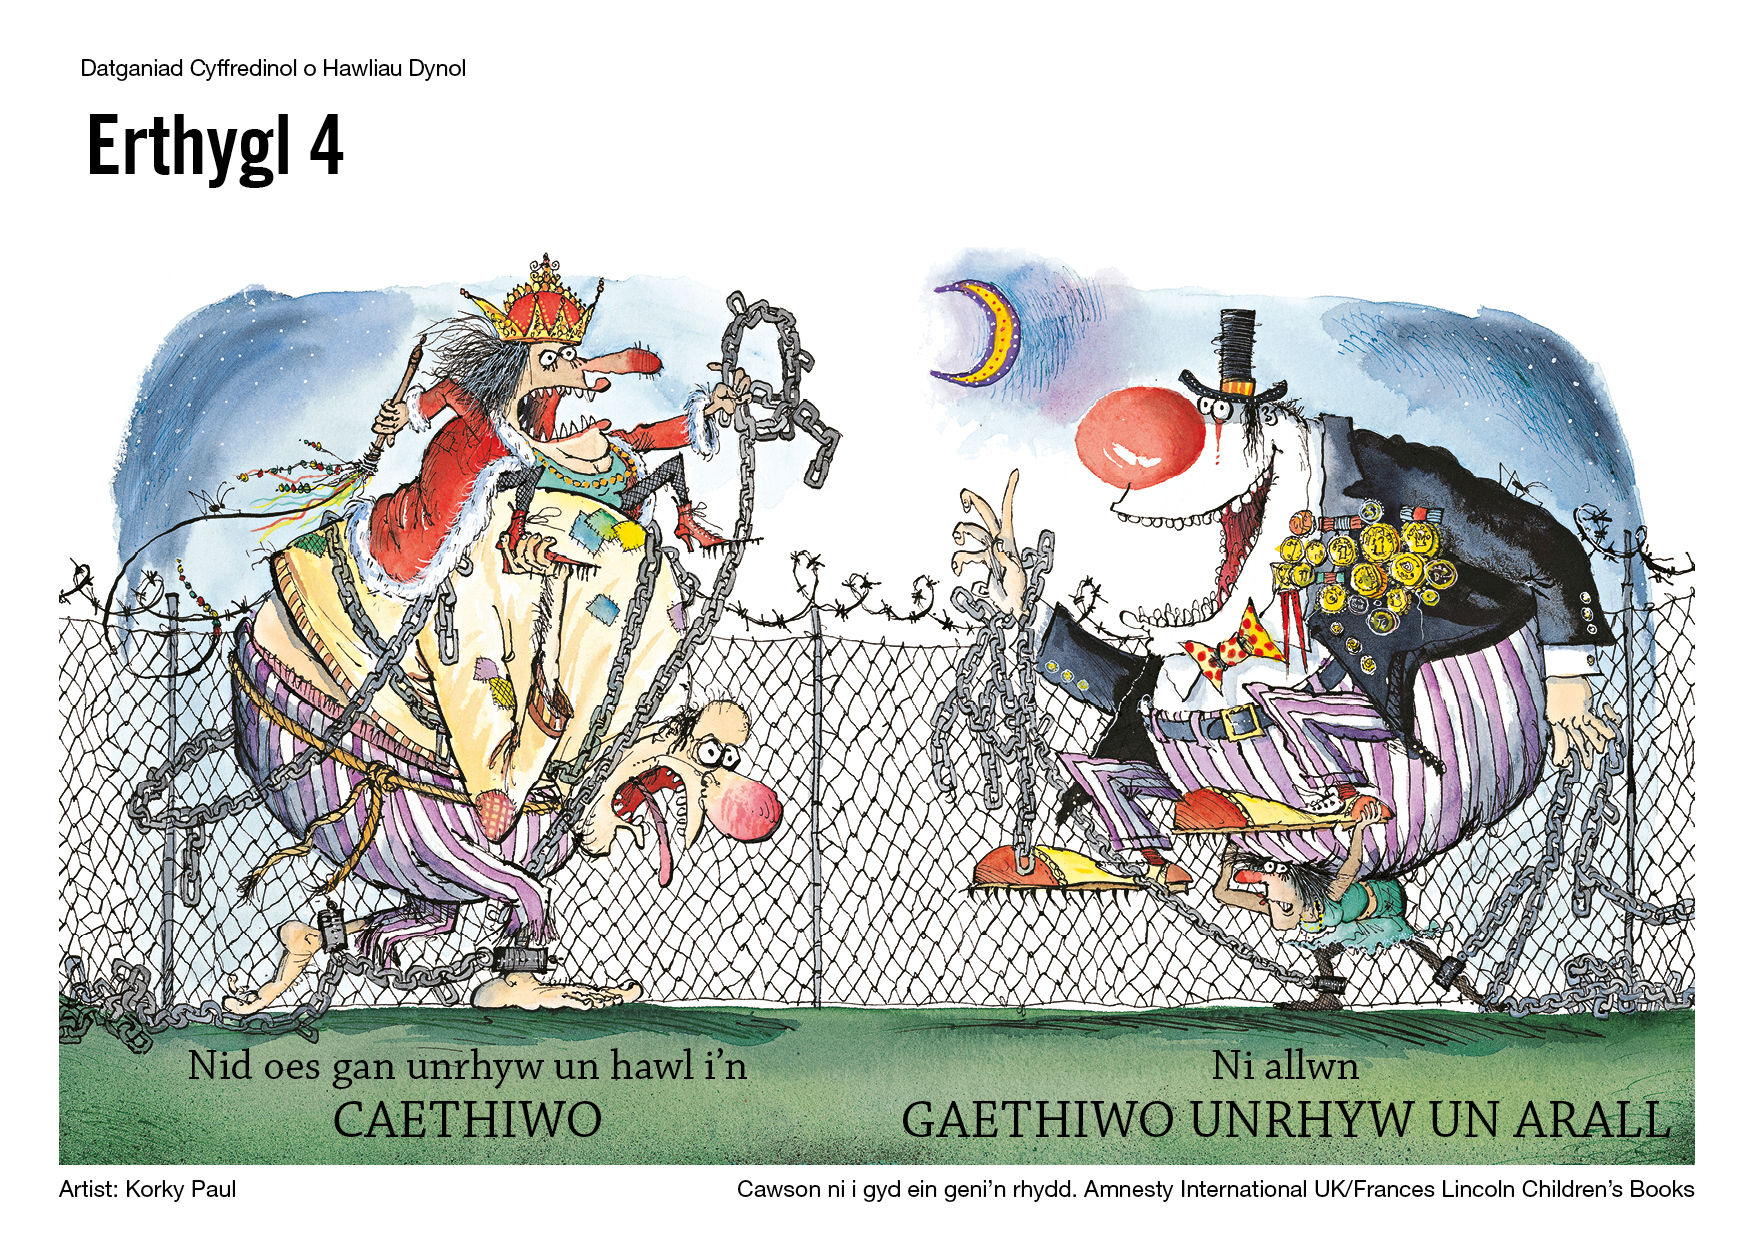 Datganiad Cyffredinol o Hawliau Dynol
Erthygl 4
Nid oes gan unrhyw un hawl i’n
CAETHIWO
Ni allwn
GAETHIWO UNRHYW UN ARALL
Artist: Korky Paul
Cawson ni i gyd ein geni’n rhydd. Amnesty International UK/Frances Lincoln Children’s Books